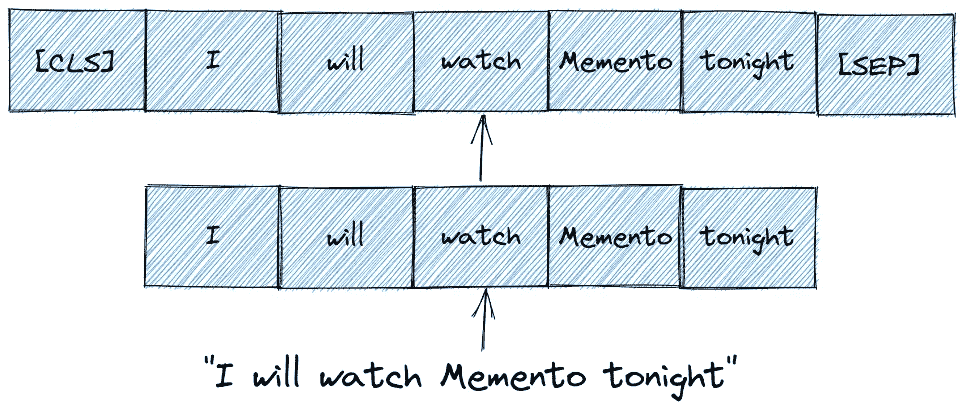 [CLS] I will watch Memento tonight [SEP]
I will watch Memento tonight
"I will watch Memento tonight"